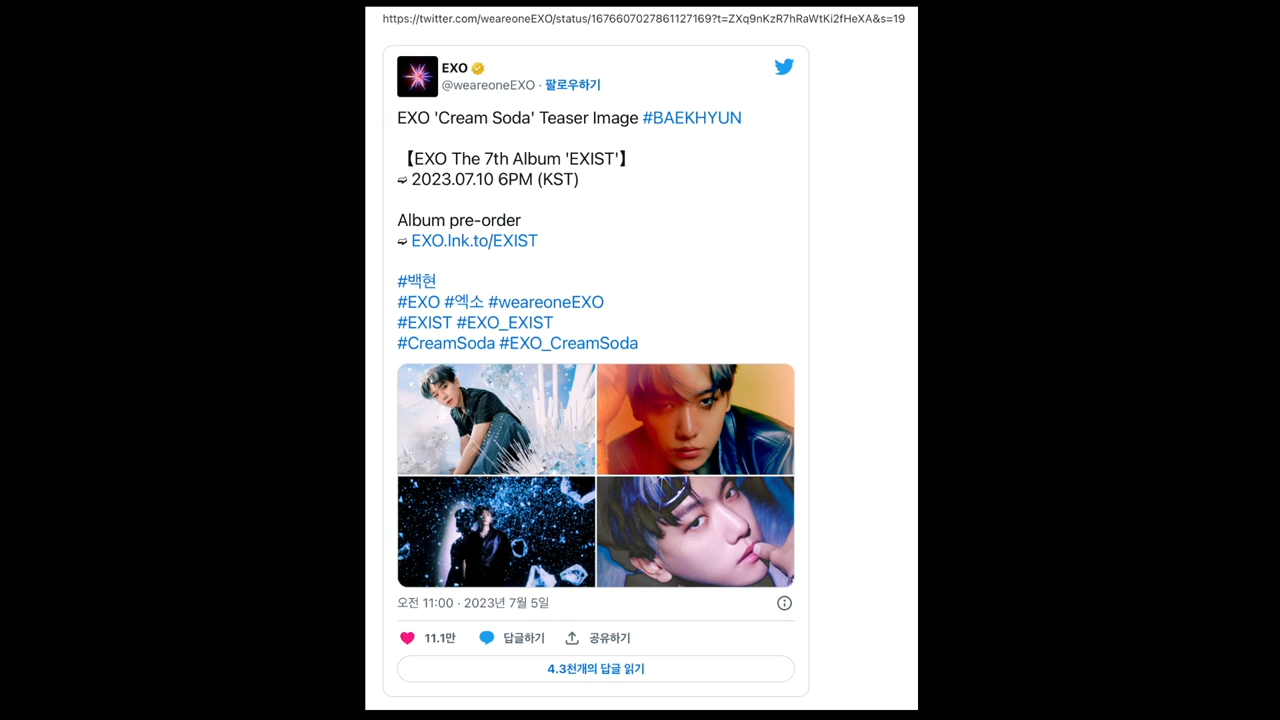 https://twitter.com/weareoneEXO/status/1676607027861127169?t=ZXq9nKzR7hRaWtKi2fHeXA&s=19
EXO
@weareoneEXO · 팔로우하기
EXO 'Cream Soda' Teaser Image #BAEKHYUN
【EXO The 7th Album 'EXIST'】
➫ 2023.07.10 6PM (KST)
Album pre-order
➫ EXO.lnk.to/EXIST
#백현
#EXO #엑소 #weareoneEXO
#EXIST #EXO_EXIST
#CreamSoda #EXO_CreamSoda
오전 11:00 · 2023년 7월 5일
11.1만 답글하기 공유하기
4.3천개의 답글 읽기